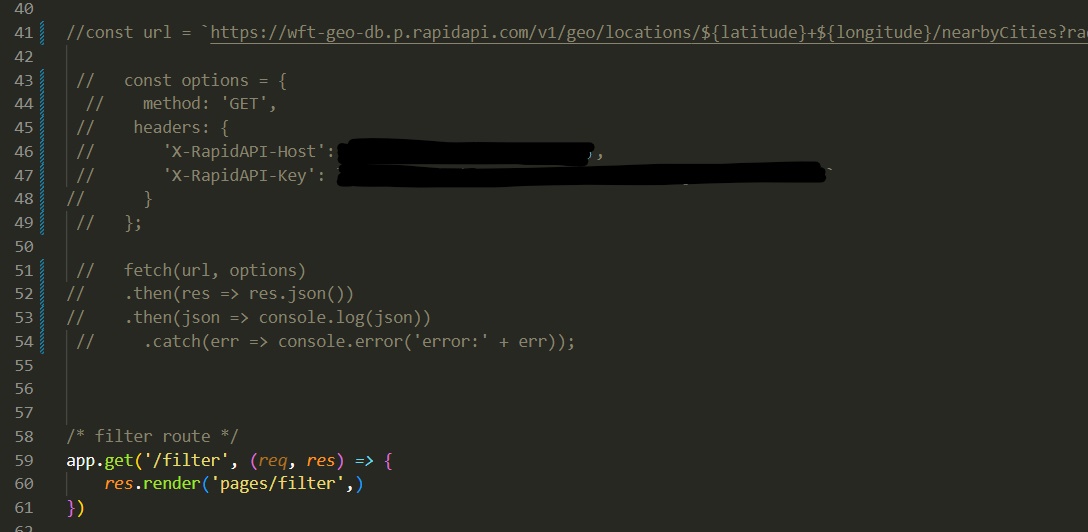 40
41 //const url = `https://wft-geo-db.p.rapidapi.com/v1/geo/locations/${latitude}+${longitude}/nearbyCities?ra
42
43 // const options = {
44 // method: 'GET',
45 // headers: {
46 // 'X-RapidAPI-Host': ,
47 // 'X-RapidAPI-Key': `
48 // }
49 // };
50
51 // fetch(url, options)
52 // .then(res => res.json())
53 // .then(json => console.log(json))
54 // .catch(err => console.error('error:' + err));
55
56
57
58 /* filter route */
59 app.get('/filter', (req, res) => {
60 res.render('pages/filter',)
61 })
62